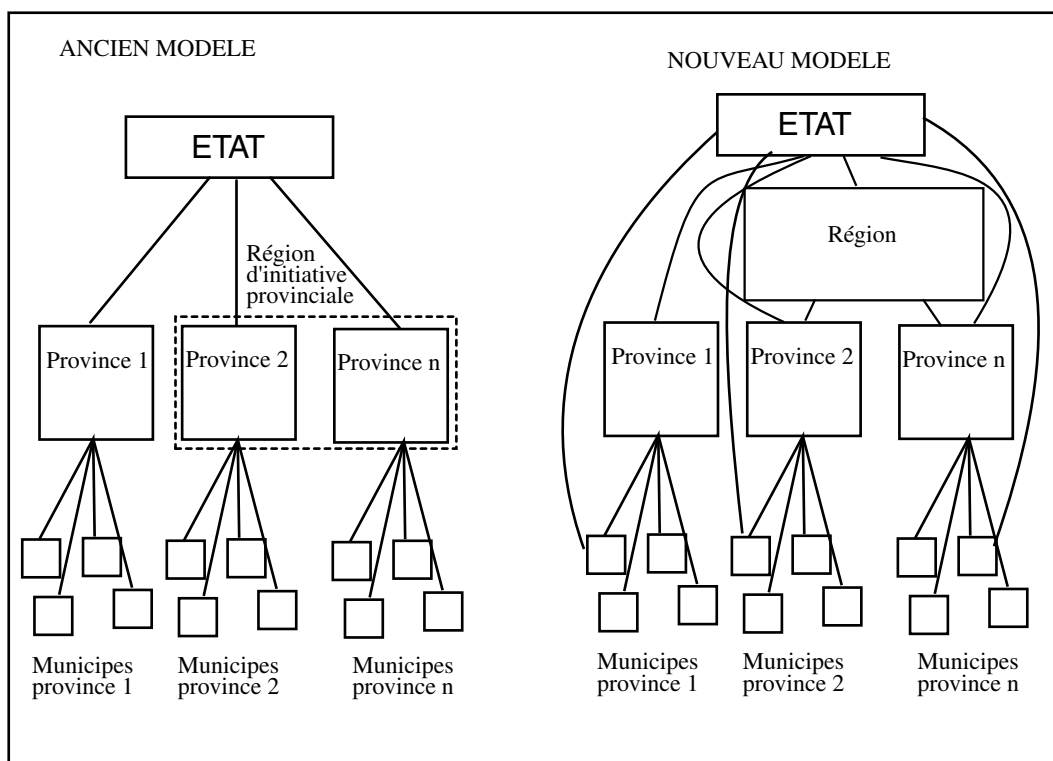 ANCIEN MODELE
ETAT
Région
d'initiative
provinciale
Province 1
Province 2
Province n
Municipes
province 1
Municipes
province 2
Municipes
province n
NOUVEAU MODELE
ETAT
Région
Province 1
Province 2
Province n
Municipes
province 1
Municipes
province 2
Municipes
province n